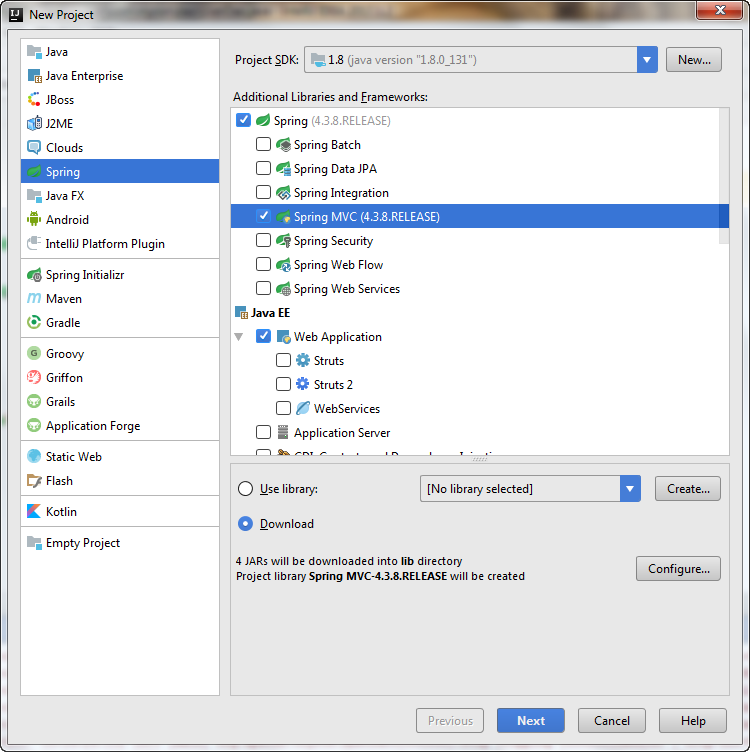 New Project
Java
Java Enterprise
JBoss
J2ME
Clouds
Spring
Java FX
Android
IntelliJ Platform Plugin
Spring Initializr
Maven
Gradle
Groovy
Griffon
Grails
Application Forge
Static Web
Flash
Kotlin
Empty Project
Project SDK: 1.8 (java version "1.8.0_131") New...
Additional Libraries and Frameworks:
Spring (4.3.8.RELEASE)
Spring Batch
Spring Data JPA
Spring Integration
Spring MVC (4.3.8.RELEASE)
Spring Security
Spring Web Flow
Spring Web Services
Java EE
Web Application
Struts
Struts 2
WebServices
Application Server
Use library: [No library selected] Create...
Download
4 JARs will be downloaded into lib directory
Project library Spring MVC-4.3.8.RELEASE will be created
Configure...
Previous Next Cancel Help